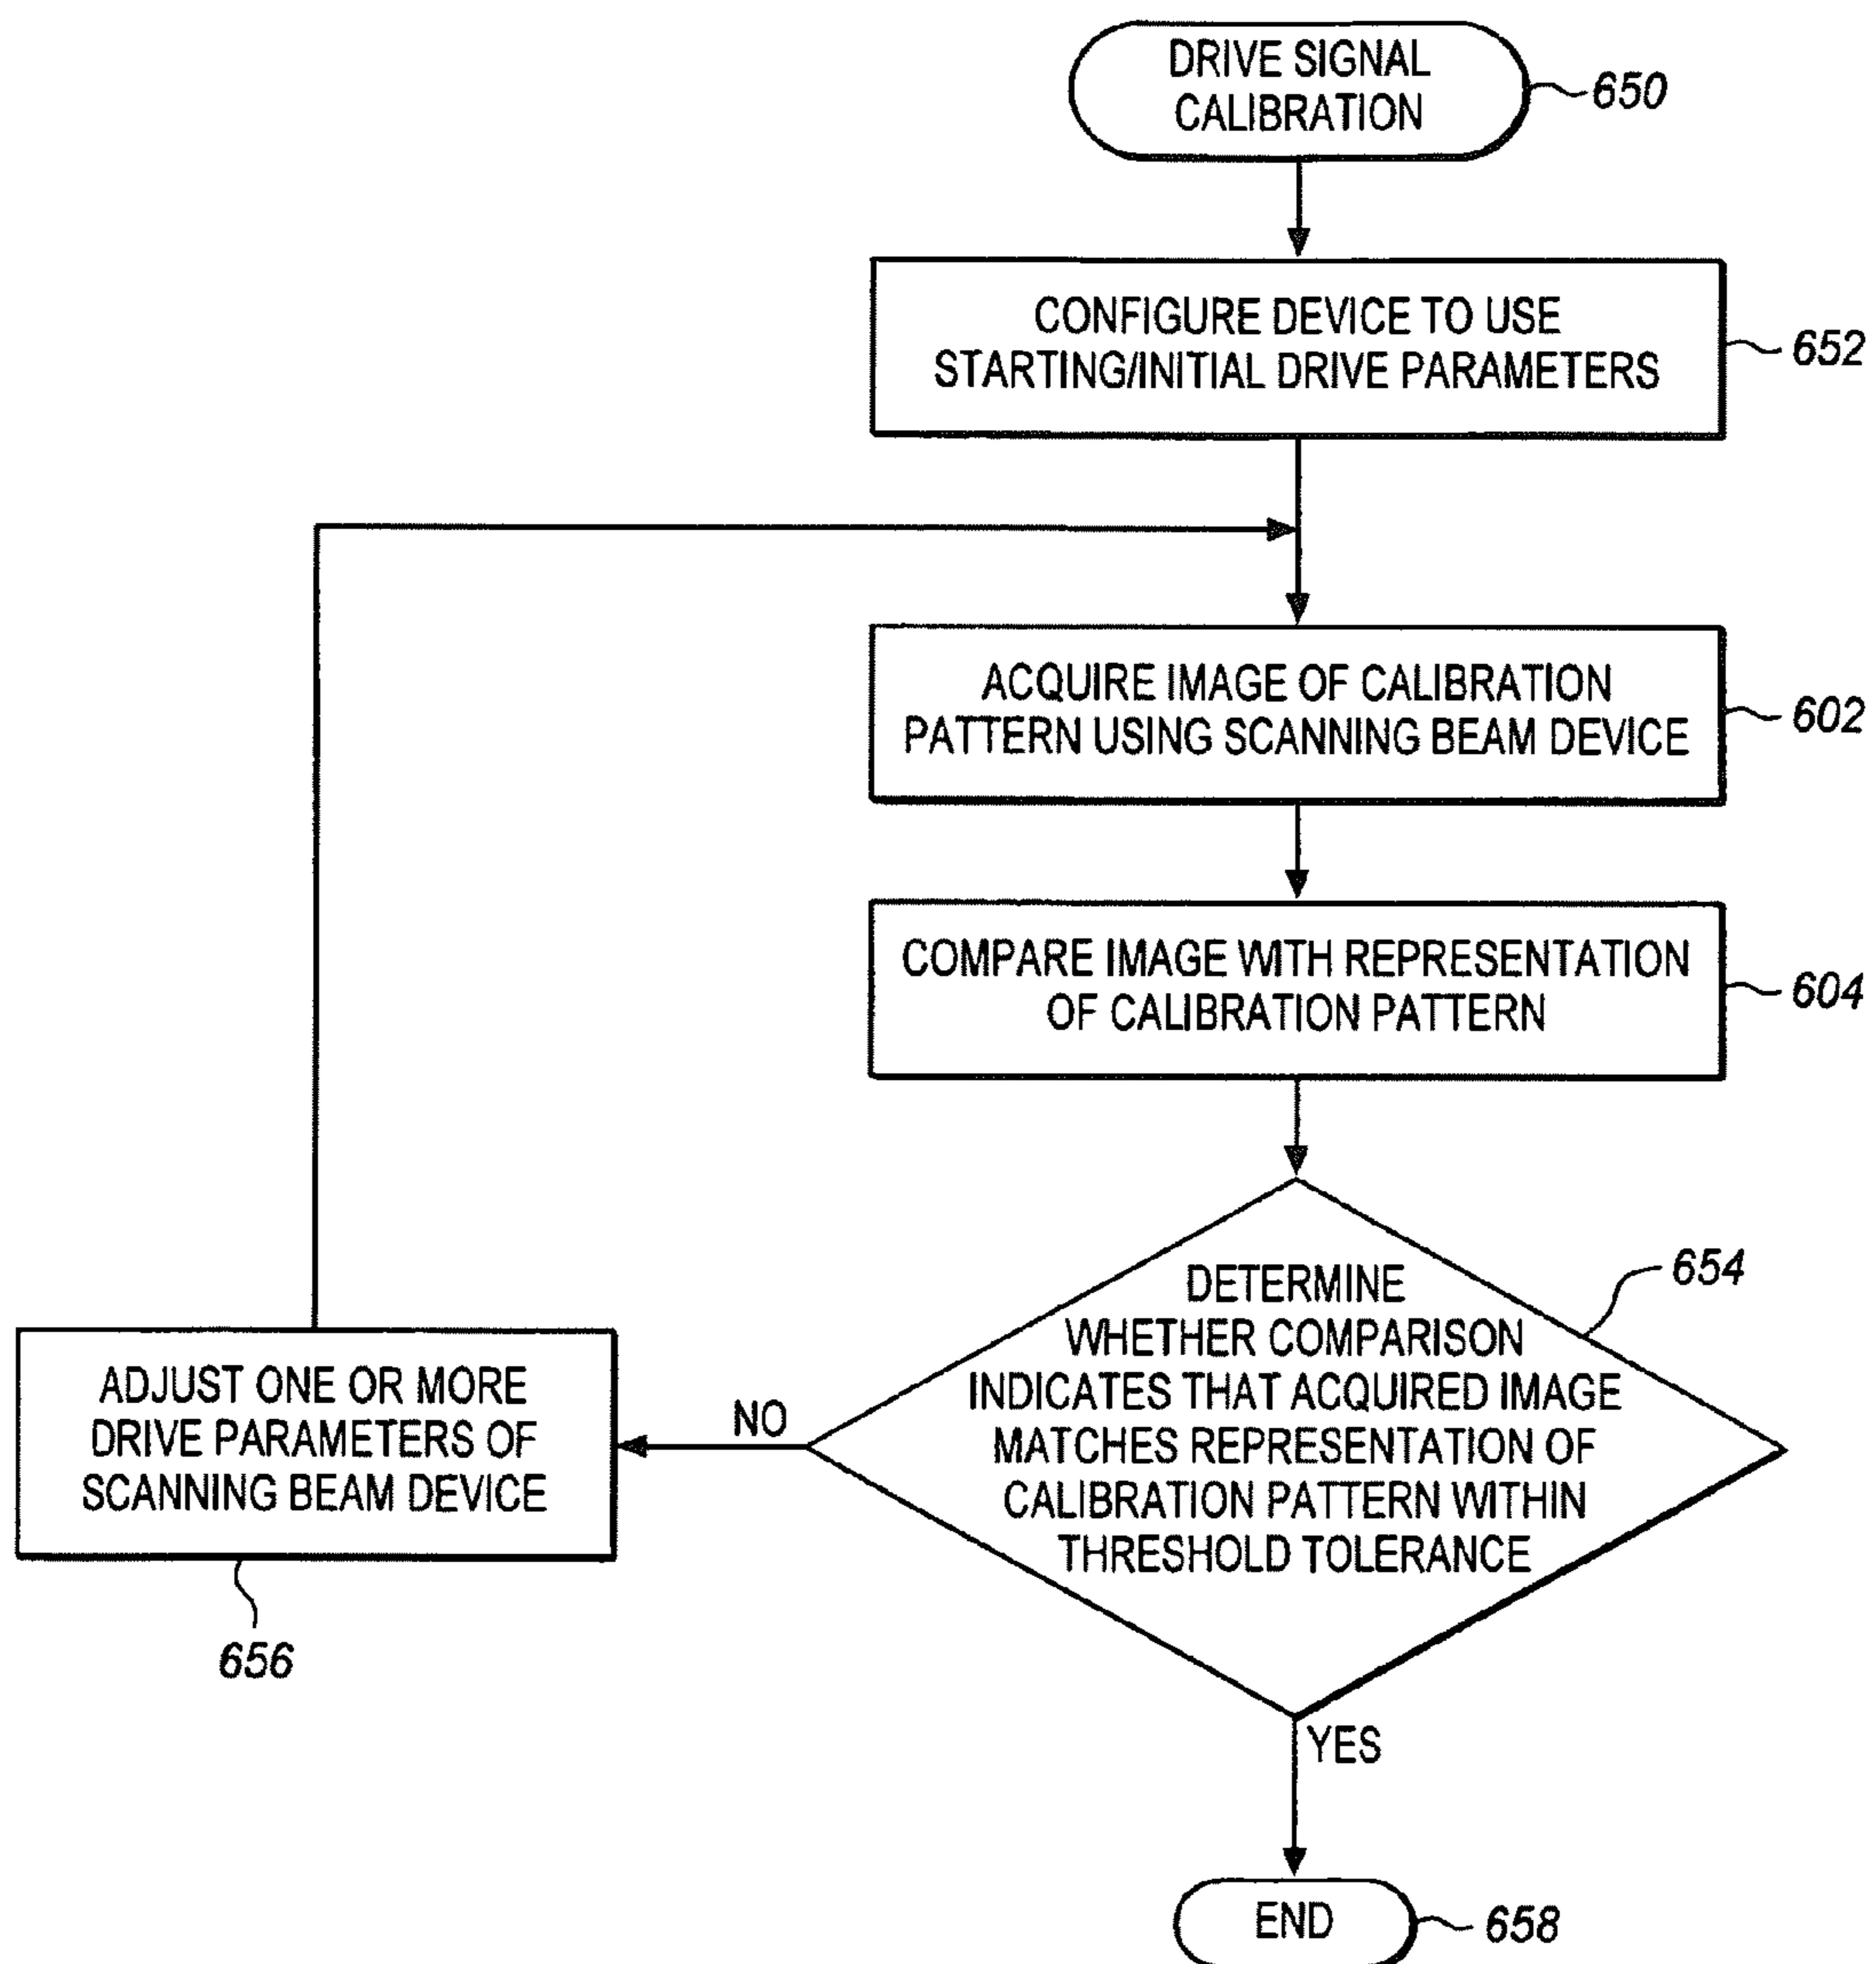 DRIVE SIGNAL
CALIBRATION
650
CONFIGURE DEVICE TO USE
STARTING/INITIAL DRIVE PARAMETERS
652
ACQUIRE IMAGE OF CALIBRATION
PATTERN USING SCANNING BEAM DEVICE
602
COMPARE IMAGE WITH REPRESENTATION
OF CALIBRATION PATTERN
604
DETERMINE
WHETHER COMPARISON
INDICATES THAT ACQUIRED IMAGE
MATCHES REPRESENTATION OF
CALIBRATION PATTERN WITHIN
THRESHOLD TOLERANCE
654
NO
ADJUST ONE OR MORE
DRIVE PARAMETERS OF
SCANNING BEAM DEVICE
656
YES
END
658